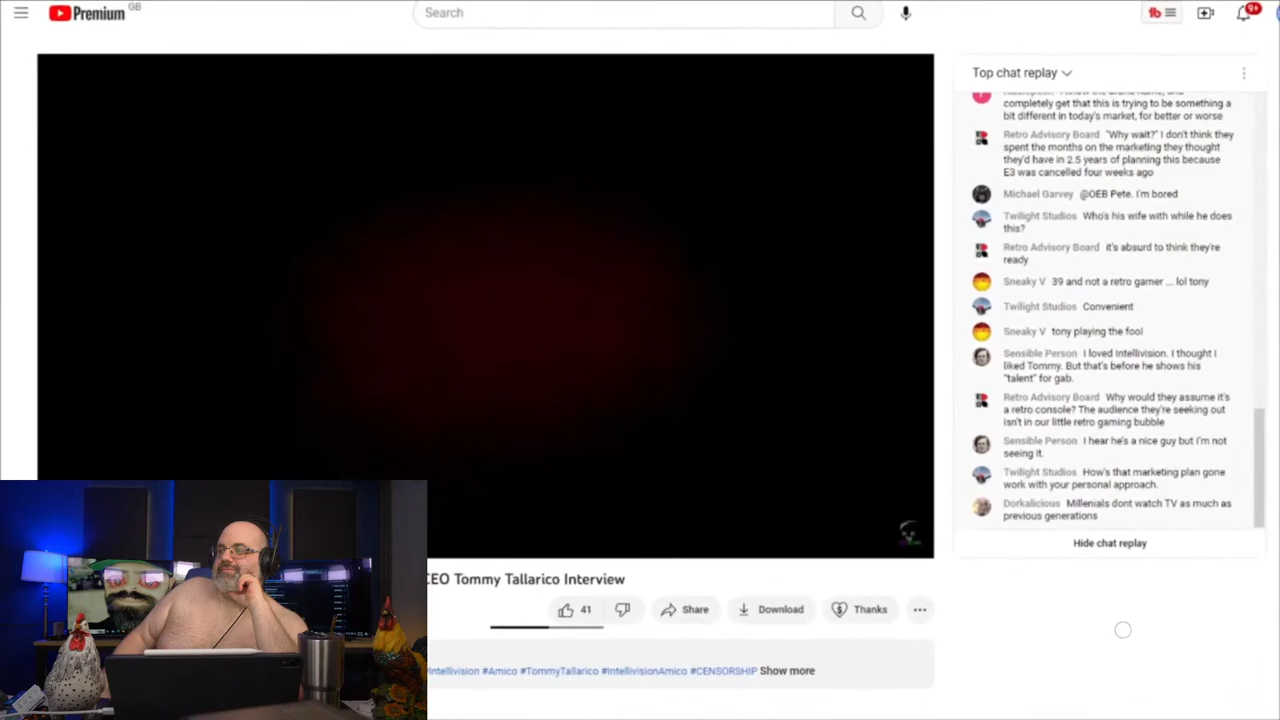 Premium GB
Search
9+
Top chat replay
completely get that this is trying to be something a
bit different in today's market, for better or worse
Retro Advisory Board "Why wait?" I don't think they
spent the months on the marketing they thought
they'd have in 2.5 years of planning this because
E3 was cancelled four weeks ago
Michael Garvey @OEB Pete. I'm bored
Twilight Studios Who's his wife with while he does
this?
Retro Advisory Board it's absurd to think they're
ready
Sneaky V 39 and not a retro gamer ... lol tony
Twilight Studios Convenient
Sneaky V tony playing the fool
Sensible Person I loved Intellivision. I thought I
liked Tommy. But that's before he shows his
"talent" for gab.
Retro Advisory Board Why would they assume it's
a retro console? The audience they're seeking out
isn't in our little retro gaming bubble
Sensible Person I hear he's a nice guy but I'm not
seeing it.
Twilight Studios How's that marketing plan gone
work with your personal approach.
Dorkalicious Millenials dont watch TV as much as
previous generations
Hide chat replay
CEO Tommy Tallarico Interview
41
Share
Download
Thanks
#Intellivision #Amico #TommyTallarico #IntellivisionAmico #CENSORSHIP Show more